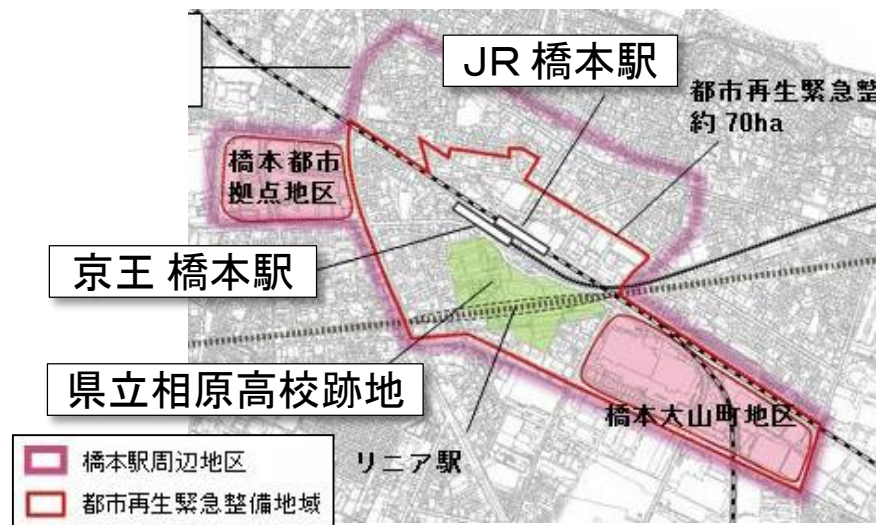 JR 橋本駅
都市再生緊急整
約 70ha
橋本都市
拠点地区
京王 橋本駅
県立相原高校跡地
橋本大山町地区
リニア駅
橋本駅周辺地区
都市再生緊急整備地域